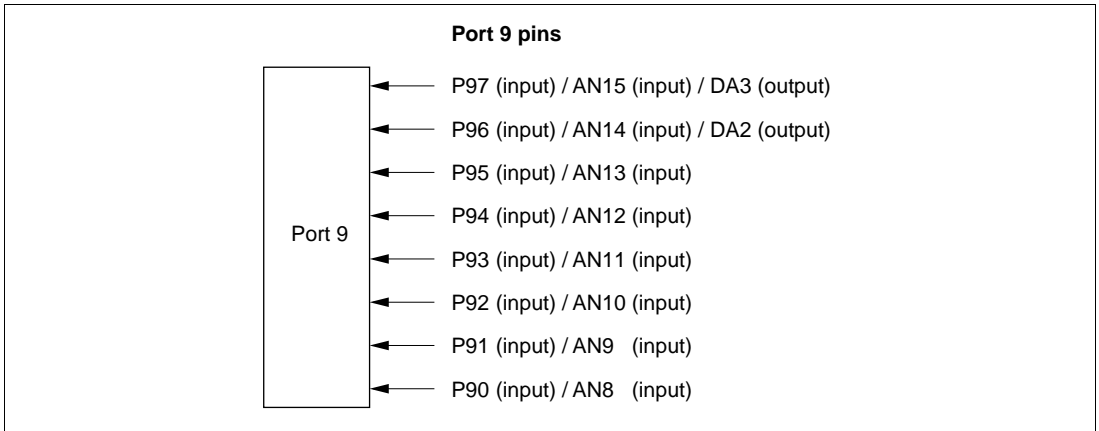 Port 9 pins
P97 (input) / AN15 (input) / DA3 (output)
P96 (input) / AN14 (input) / DA2 (output)
P95 (input) / AN13 (input)
P94 (input) / AN12 (input)
Port 9
P93 (input) / AN11 (input)
P92 (input) / AN10 (input)
P91 (input) / AN9 (input)
P90 (input) / AN8 (input)